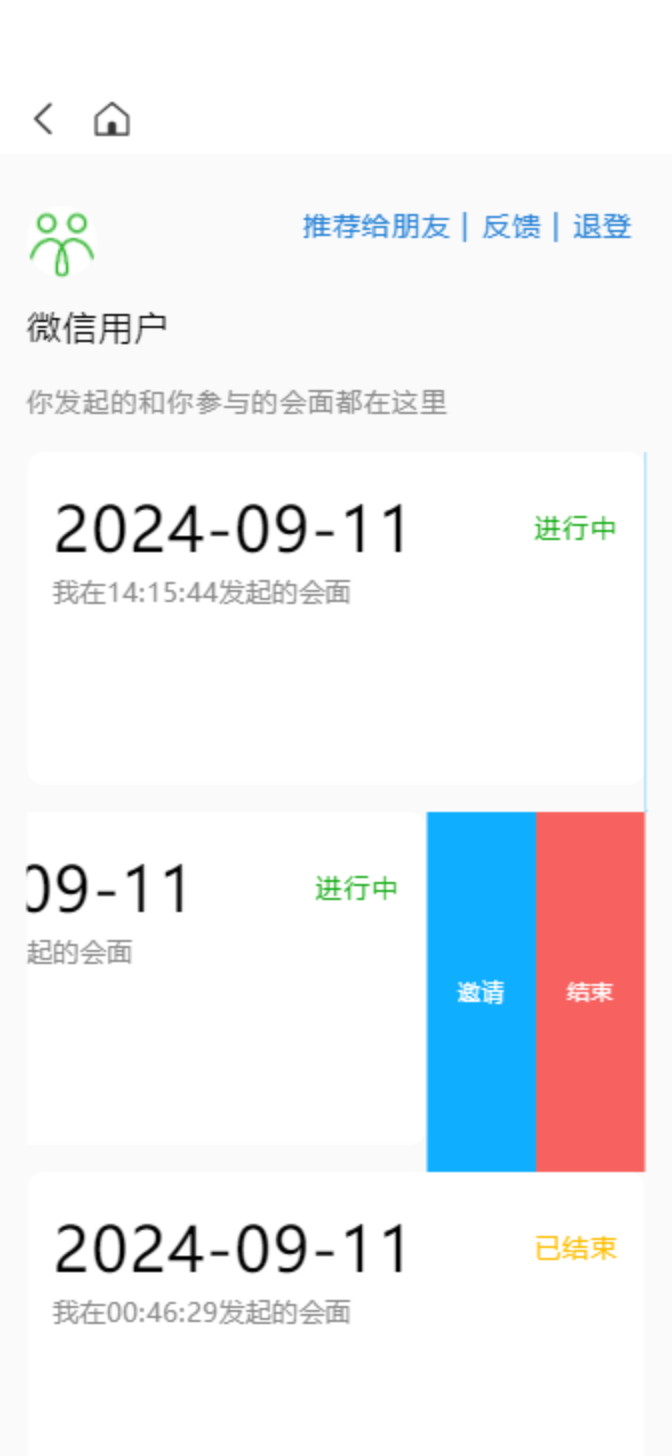 推荐给朋友 | 反馈 | 退登
微信用户
你发起的和你参与的会面都在这里
2024-09-11
进行中
我在14:15:44发起的会面
09-11
进行中
起的会面
邀请
结束
2024-09-11
已结束
我在00:46:29发起的会面